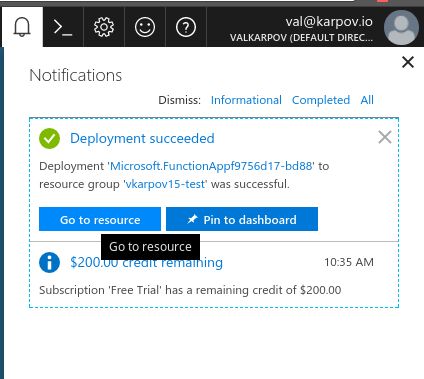 val@karpov.io
VALKARPOV (DEFAULT DIREC...
Notifications
Dismiss: Informational Completed All
Deployment succeeded
Deployment 'Microsoft.FunctionAppf9756d17-bd88' to
resource group 'vkarpov15-test' was successful.
Go to resource Pin to dashboard
Go to resource
$200.00 credit remaining 10:35 AM
Subscription 'Free Trial' has a remaining credit of $200.00